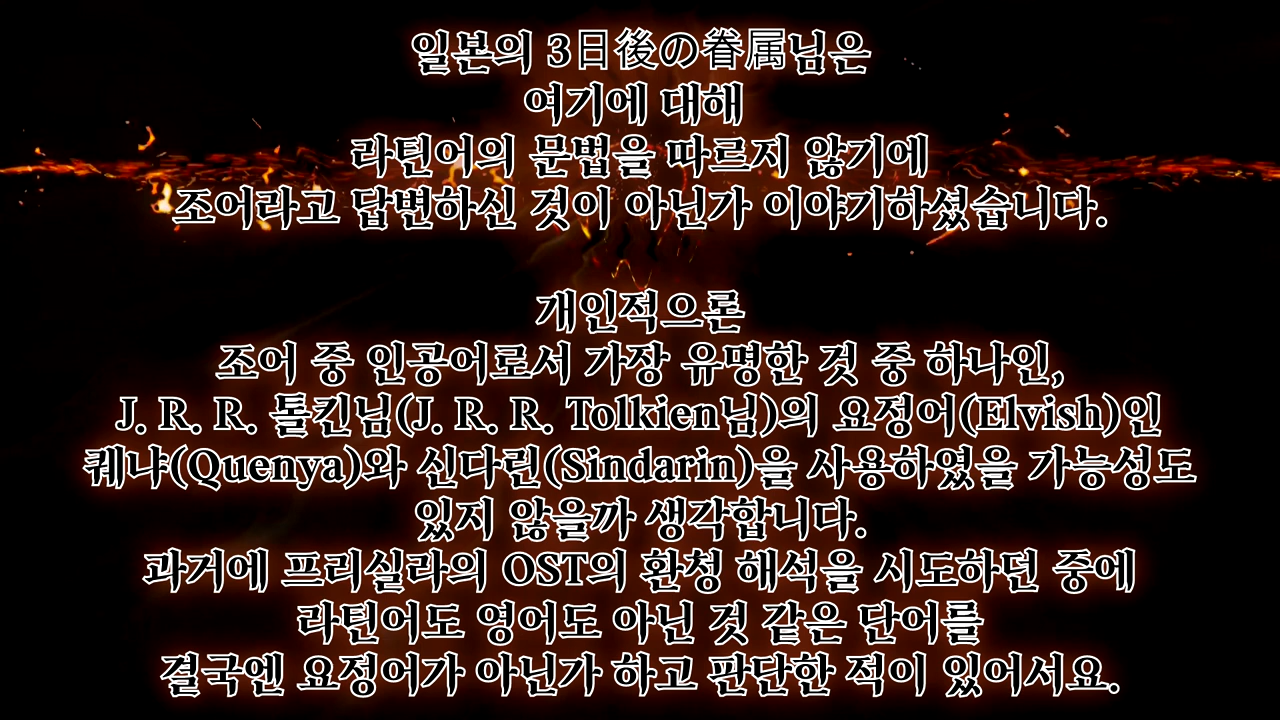 일본의 3日後の眷属님은
여기에 대해
라틴어의 문법을 따르지 않기에
조어라고 답변하신 것이 아닌가 이야기하셨습니다.
개인적으론
조어 중 인공어로서 가장 유명한 것 중 하나인,
J. R. R. 톨킨님(J. R. R. Tolkien님)의 요정어(Elvish)인
퀘냐(Quenya)와 신다린(Sindarin)을 사용하였을 가능성도
있지 않을까 생각합니다.
과거에 프리실라의 OST의 환청 해석을 시도하던 중에
라틴어도 영어도 아닌 것 같은 단어를
결국엔 요정어가 아닌가 하고 판단한 적이 있어서요.